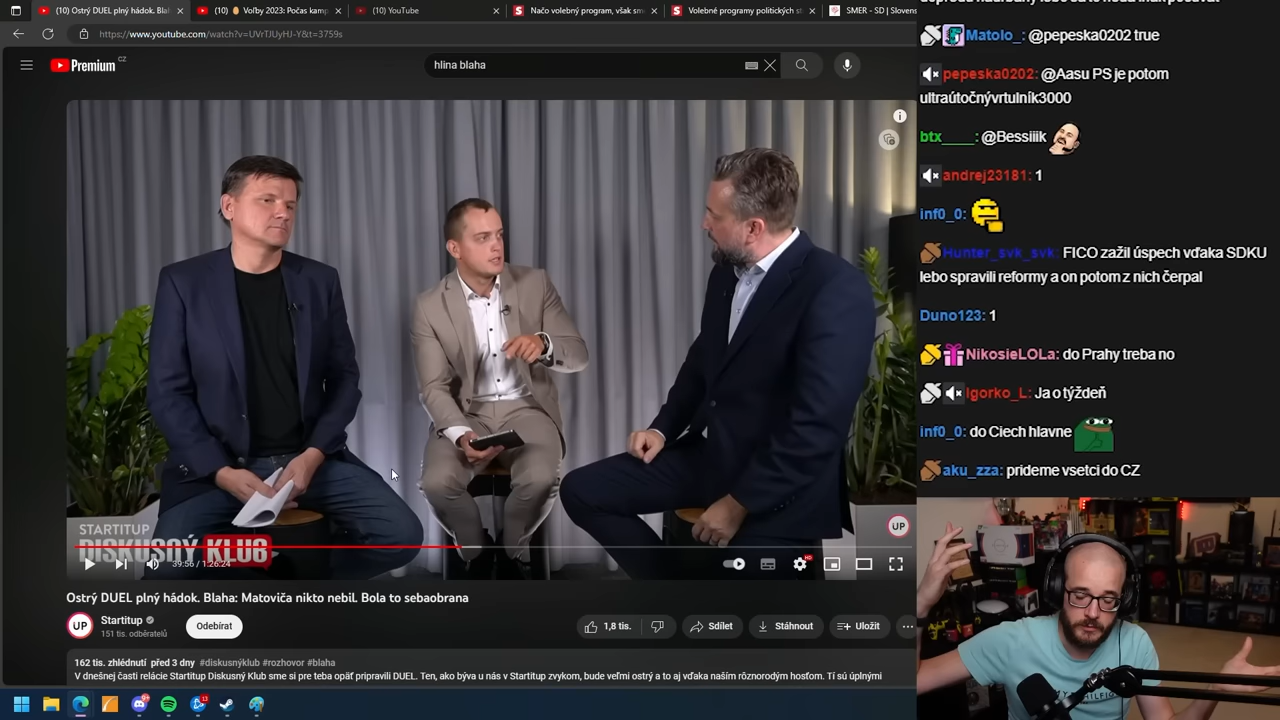 (10) Ostrý DUEL plný hádok. Blah
(10) Voľby 2023: Počas kamp
(10) YouTube
Načo volebný program, však sme
Volebné programy politických st
SMER - SD | Slovens
https://www.youtube.com/watch?v=UVrTJUyHJ-Y&t=3759s
Premium CZ
hlina blaha
STARTITUP
DISKUSNÝ KLUB
UP
39:56 / 1:26:24
HD
Ostrý DUEL plný hádok. Blaha: Matoviča nikto nebil. Bola to sebaobrana
UP
Startitup
151 tis. odběratelů
Odebírat
1,8 tis.
Sdílet
Stáhnout
Uložit
162 tis. zhlédnutí před 3 dny #diskusnýklub #rozhovor #blaha
V dnešnej časti relácie Startitup Diskusný Klub sme si pre teba opäť pripravili DUEL. Ten, ako býva u nás v Startitup zvykom, bude veľmi ostrý a to aj vďaka našim rôznorodým hosťom. Tí sú úplnými
Matolo_: @pepeska0202 true
pepeska0202: @Aasu PS je potom
ultraútočnývrtulník3000
btx____: @Bessiiik
andrej23181: 1
inf0_0:
Hunter_svk_svk: FICO zažil úspech vďaka SDKU
lebo spravili reformy a on potom z nich čerpal
Duno123: 1
NikosieLOLa: do Prahy treba no
Igorko_L: Ja o týždeň
inf0_0: do Ciech hlavne
aku_zza: prideme vsetci do CZ